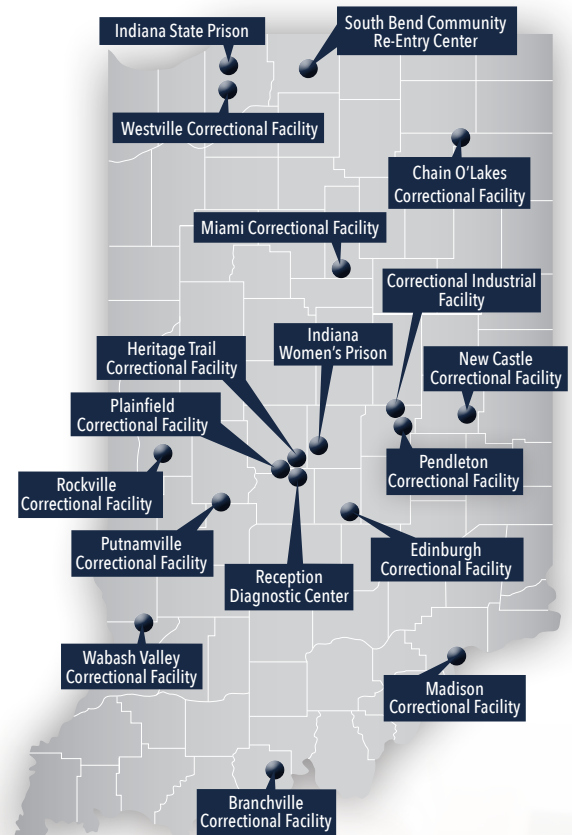 Indiana State Prison
South Bend Community
Re-Entry Center
Westville Correctional Facility
Chain O'Lakes
Correctional Facility
Miami Correctional Facility
Correctional Industrial
Facility
Heritage Trail
Correctional Facility
Indiana
Women's Prison
New Castle
Correctional Facility
Plainfield
Correctional Facility
Pendleton
Correctional Facility
Rockville
Correctional Facility
Putnamville
Correctional Facility
Reception
Diagnostic Center
Edinburgh
Correctional Facility
Wabash Valley
Correctional Facility
Madison
Correctional Facility
Branchville
Correctional Facility